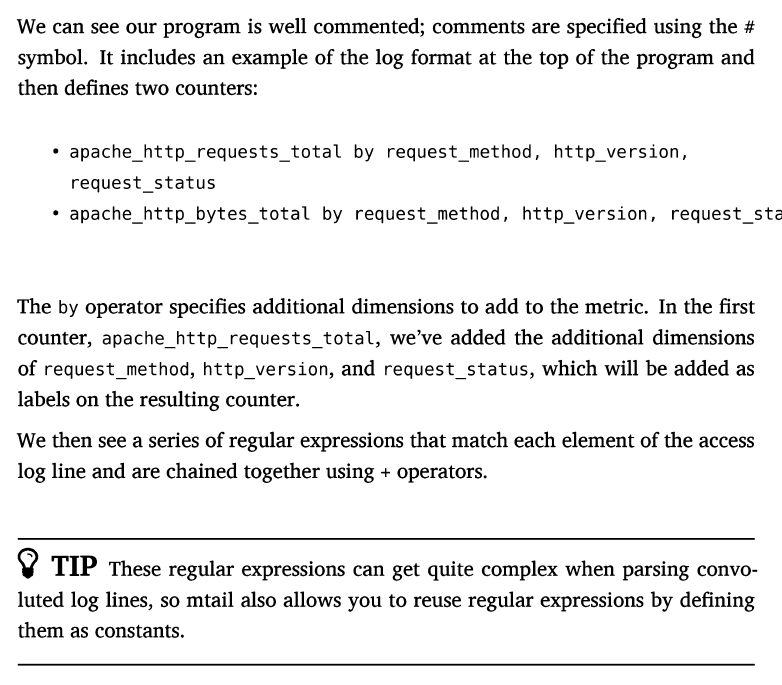 We can see our program is well commented; comments are specified using the #
symbol. It includes an example of the log format at the top of the program and
then defines two counters:
• apache_http_requests_total by request_method, http_version,
request_status
• apache_http_bytes_total by request_method, http_version, request_sta
The by operator specifies additional dimensions to add to the metric. In the first
counter, apache_http_requests_total, we’ve added the additional dimensions
of request_method, http_version, and request_status, which will be added as
labels on the resulting counter.
We then see a series of regular expressions that match each element of the access
log line and are chained together using + operators.
TIP These regular expressions can get quite complex when parsing convo-
luted log lines, so mtail also allows you to reuse regular expressions by defining
them as constants.